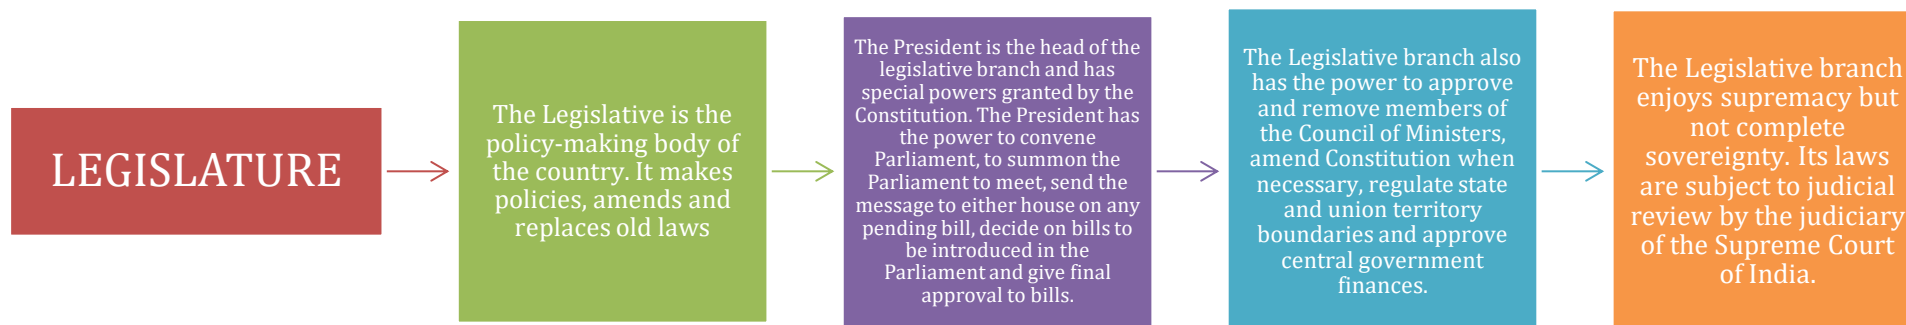 LEGISLATURE
The Legislative is the
policy-making body of
the country. It makes
policies, amends and
replaces old laws
The President is the head of the
legislative branch and has
special powers granted by the
Constitution. The President has
the power to convene
Parliament, to summon the
Parliament to meet, send the
message to either house on any
pending bill, decide on bills to
be introduced in the
Parliament and give final
approval to bills.
The Legislative branch also
has the power to approve
and remove members of
the Council of Ministers,
amend Constitution when
necessary, regulate state
and union territory
boundaries and approve
central government
finances.
The Legislative branch
enjoys supremacy but
not complete
sovereignty. Its laws
are subject to judicial
review by the judiciary
of the Supreme Court
of India.